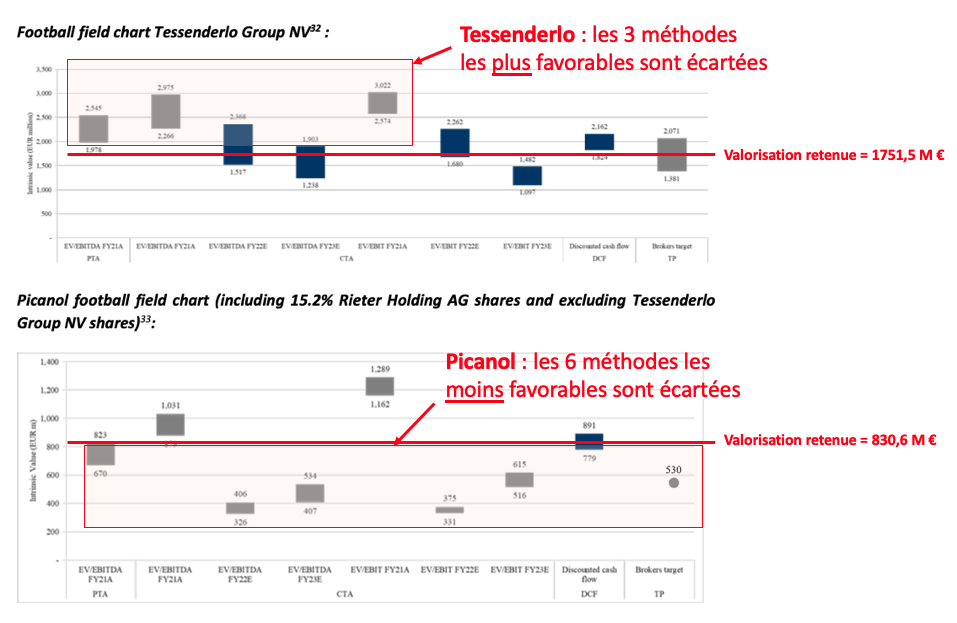 Football field chart Tessenderlo Group NV32 :
Tessenderlo : les 3 méthodes
les plus favorables sont écartées
Intrinsic value (EUR million)
3,500
3,000
2,500
2,000
1,500
1,000
500
-
2,545
1,978
2,975
2,266
2,368
1,517
1,903
1,238
3,022
2,574
2,262
1,680
1,482
1,097
2,162
1,824
2,071
1,381
Valorisation retenue = 1751,5 M €
EV/EBITDA FY21A
EV/EBITDA FY21A
EV/EBITDA FY22E
EV/EBITDA FY23E
EV/EBIT FY21A
EV/EBIT FY22E
EV/EBIT FY23E
Discounted cash flow
Brokers target
PTA
CTA
DCF
TP
Picanol football field chart (including 15.2% Rieter Holding AG shares and excluding Tessenderlo
Group NV shares)33:
Picanol : les 6 méthodes les
moins favorables sont écartées
Intrinsic Value (EUR m)
1,400
1,200
1,000
800
600
400
200
-
823
670
1,031
406
326
534
407
1,289
1,162
375
331
615
516
891
779
530
Valorisation retenue = 830,6 M €
EV/EBITDA
FY21A
EV/EBITDA
FY21A
EV/EBITDA
FY22E
EV/EBITDA
FY23E
EV/EBIT FY21A
EV/EBIT FY22E
EV/EBIT FY23E
Discounted cash
flow
Brokers target
PTA
CTA
DCF
TP